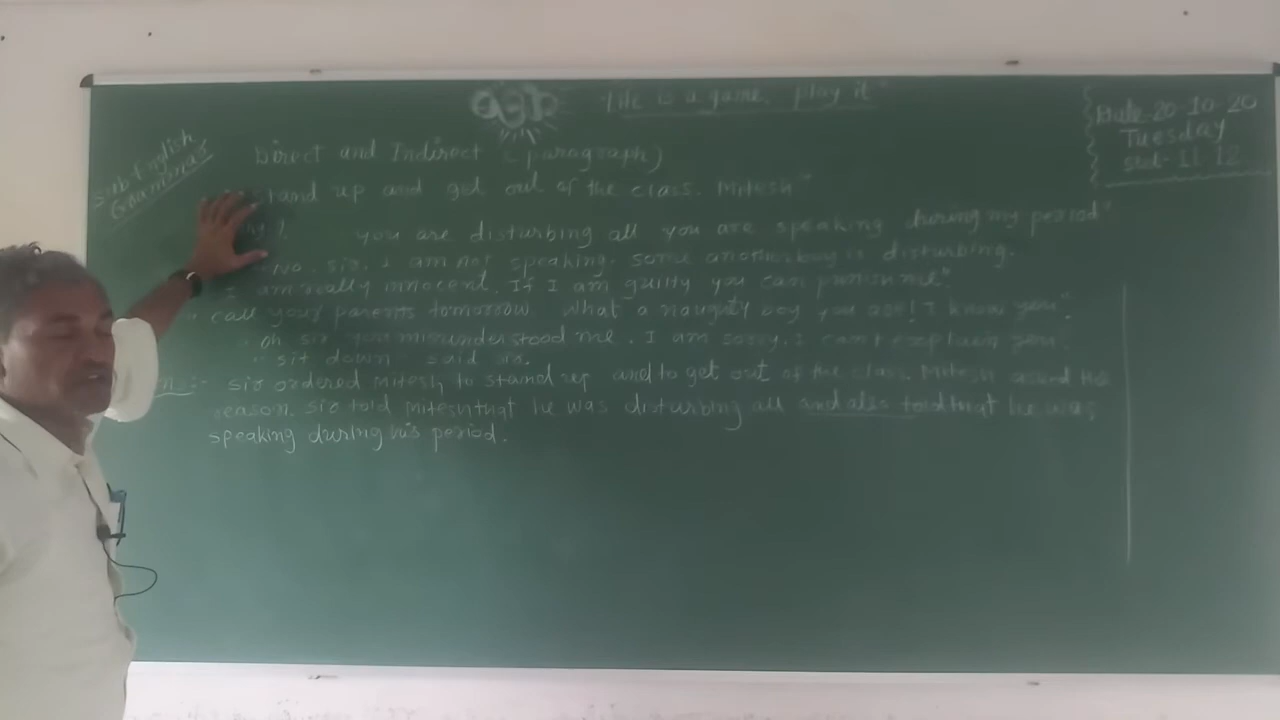 "Life is a game, play it"
Date-20-10-20
Tuesday
Std-11-12
Sub-English
Grammar
Direct and Indirect (paragraph)
stand up and get out of the class. Mitesh"
you are disturbing all you are speaking during my period"
"No, sir, I am not speaking. some another boy is disturbing.
I am really innocent. If I am guilty you can punish me".
"call your parents tomorrow. What a naughty boy you are! I know you".
"oh sir you misunderstood me. I am sorry. I can't explain you."
"sit down" said sir.
sir ordered Mitesh to stand up and to get out of the class. Mitesh asked the
reason. sir told Mitesh that he was disturbing all and also told that he was
speaking during his period.